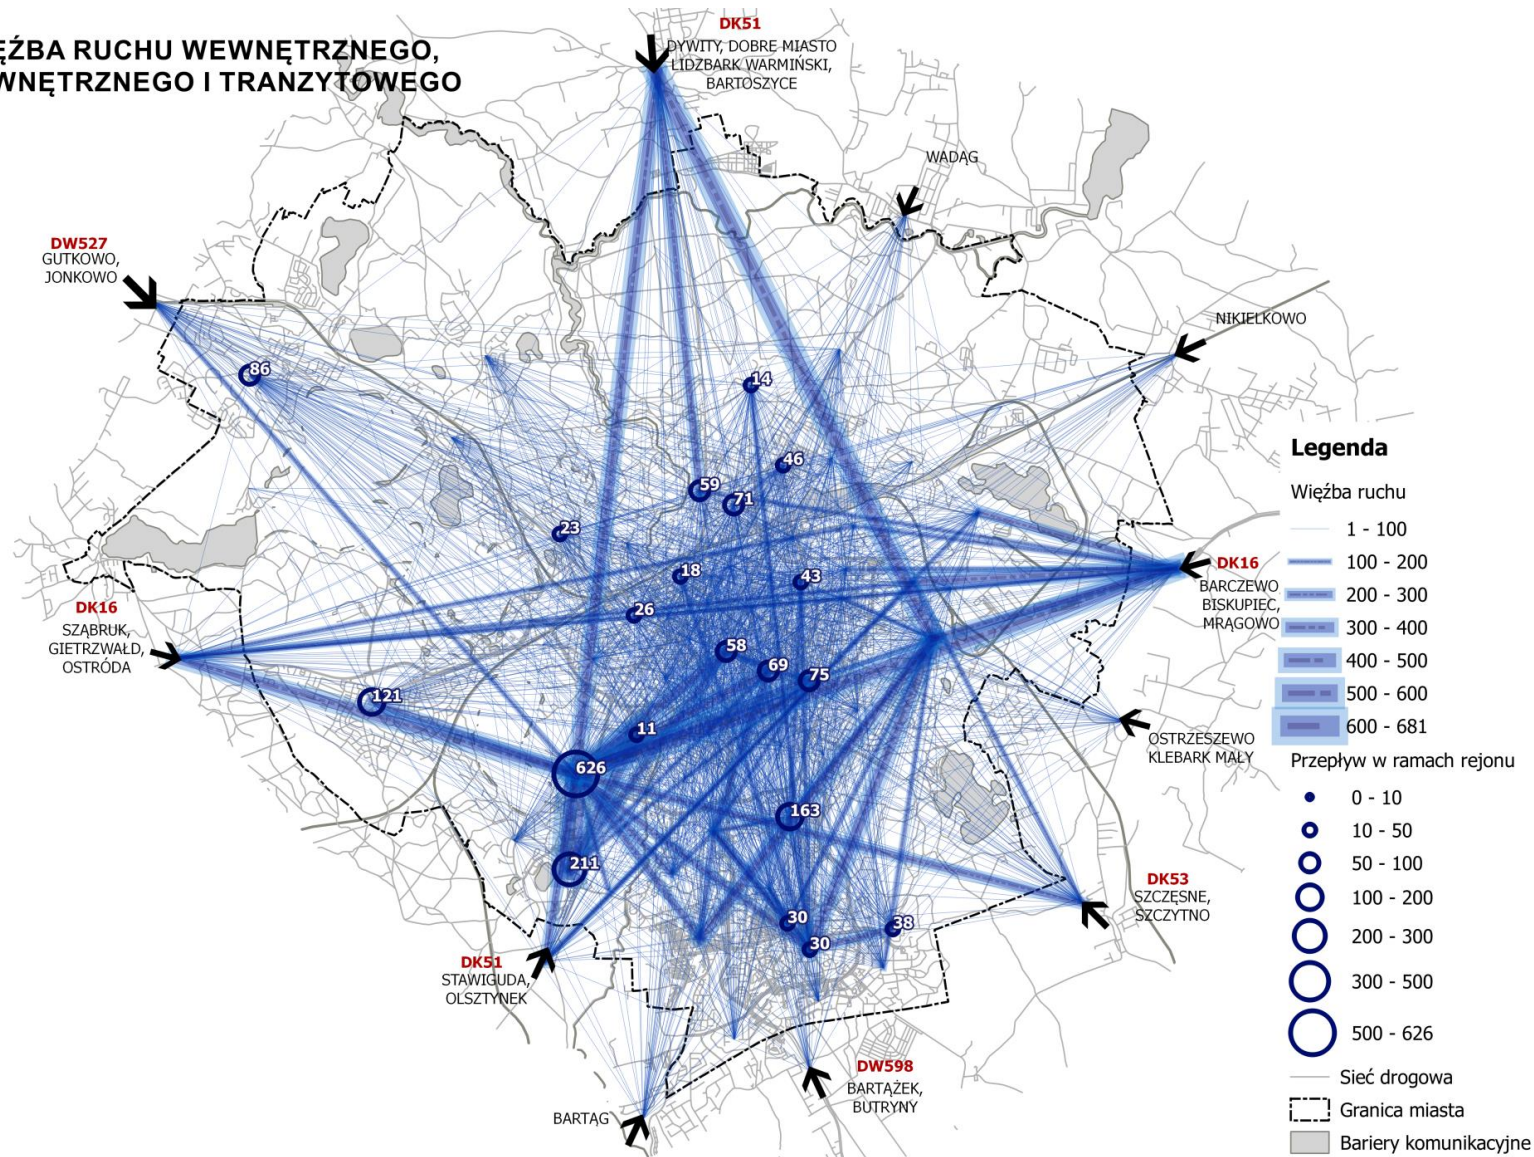 ĘŹBA RUCHU WEWNĘTRZNEGO,
WNĘTRZNEGO I TRANZYTOWEGO
DK51
DYWITY, DOBRE MIASTO
LIDZBARK WARMIŃSKI,
BARTOSZYCE
WADĄG
DW527
GUTKOWO,
JONKOWO
NIKIELKOWO
86
14
46
59
71
23
18
43
26
DK16
BARCZEWO
BISKUPIEC,
MRĄGOWO
DK16
SZĄBRUK,
GIETRZWAŁD,
OSTRÓDA
58
69
75
121
11
626
OSTRZESZEWO
KLEBARK MAŁY
163
211
DK53
SZCZĘSNE,
SZCZYTNO
30
30
38
DK51
STAWIGUDA,
OLSZTYNEK
DW598
BARTĄŻEK,
BUTRYNY
BARTĄG
Legenda
Więźba ruchu
1 - 100
100 - 200
200 - 300
300 - 400
400 - 500
500 - 600
600 - 681
Przepływ w ramach rejonu
0 - 10
10 - 50
50 - 100
100 - 200
200 - 300
300 - 500
500 - 626
Sieć drogowa
Granica miasta
Bariery komunikacyjne